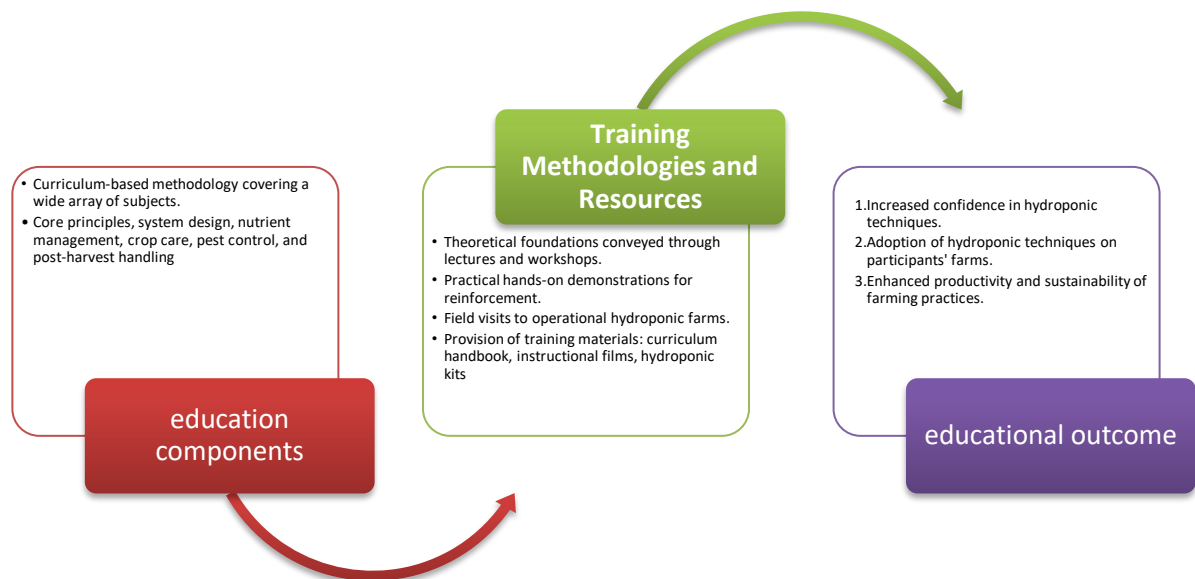 • Curriculum-based methodology covering a
wide array of subjects.
• Core principles, system design, nutrient
management, crop care, pest control, and
post-harvest handling
education
components
Training
Methodologies and
Resources
• Theoretical foundations conveyed through
lectures and workshops.
• Practical hands-on demonstrations for
reinforcement.
• Field visits to operational hydroponic farms.
• Provision of training materials: curriculum
handbook, instructional films, hydroponic
kits
1.Increased confidence in hydroponic
techniques.
2.Adoption of hydroponic techniques on
participants' farms.
3.Enhanced productivity and sustainability of
farming practices.
educational outcome